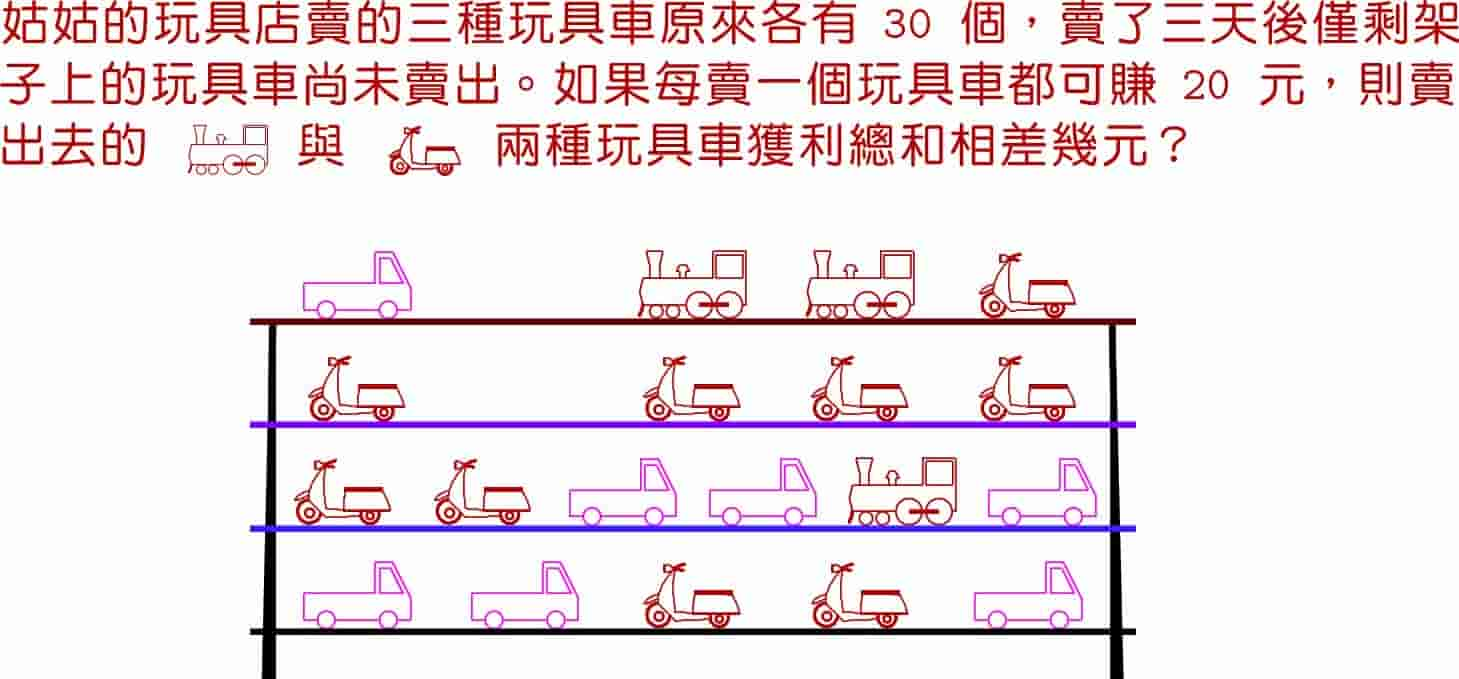 姑姑的玩具店賣的三種玩具車原來各有 30 個，賣了三天後僅剩架
子上的玩具車尚未賣出。如果每賣一個玩具車都可賺 20 元，則賣
出去的 與 兩種玩具車獲利總和相差幾元？